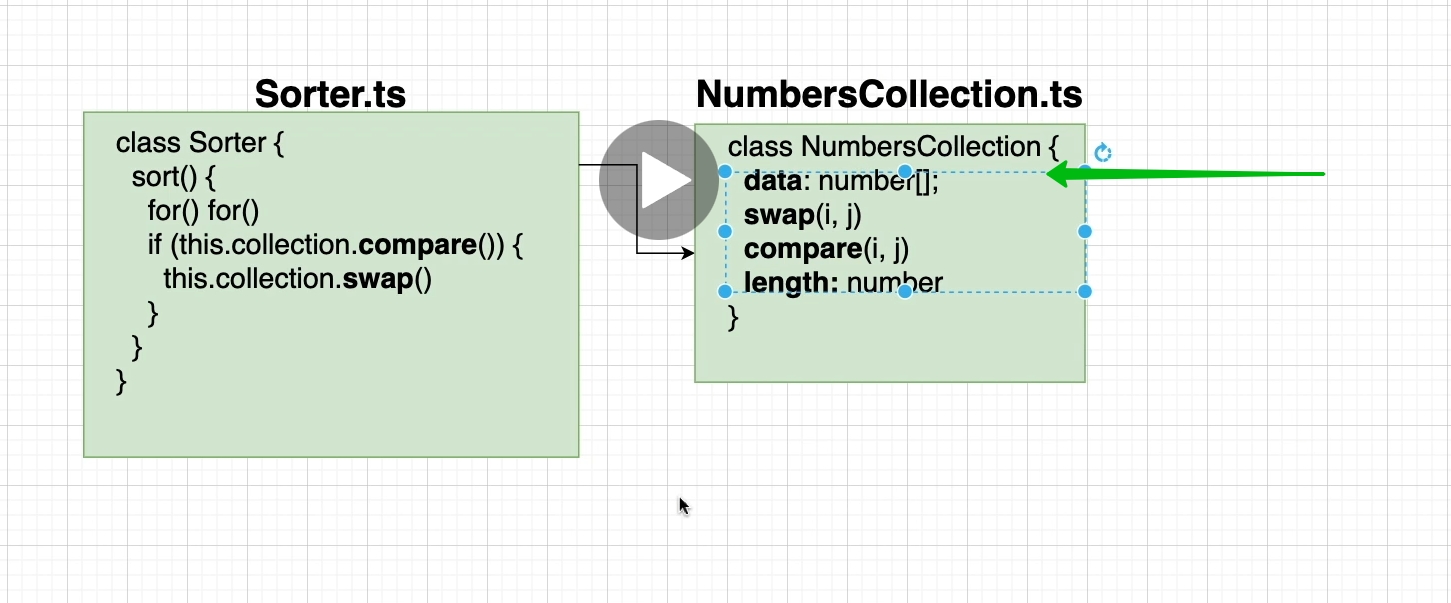 Sorter.ts
class Sorter {
sort() {
for() for()
if (this.collection.compare()) {
this.collection.swap()
}
}
}
NumbersCollection.ts
class NumbersCollection {
data: number[];
swap(i, j)
compare(i, j)
length: number
}